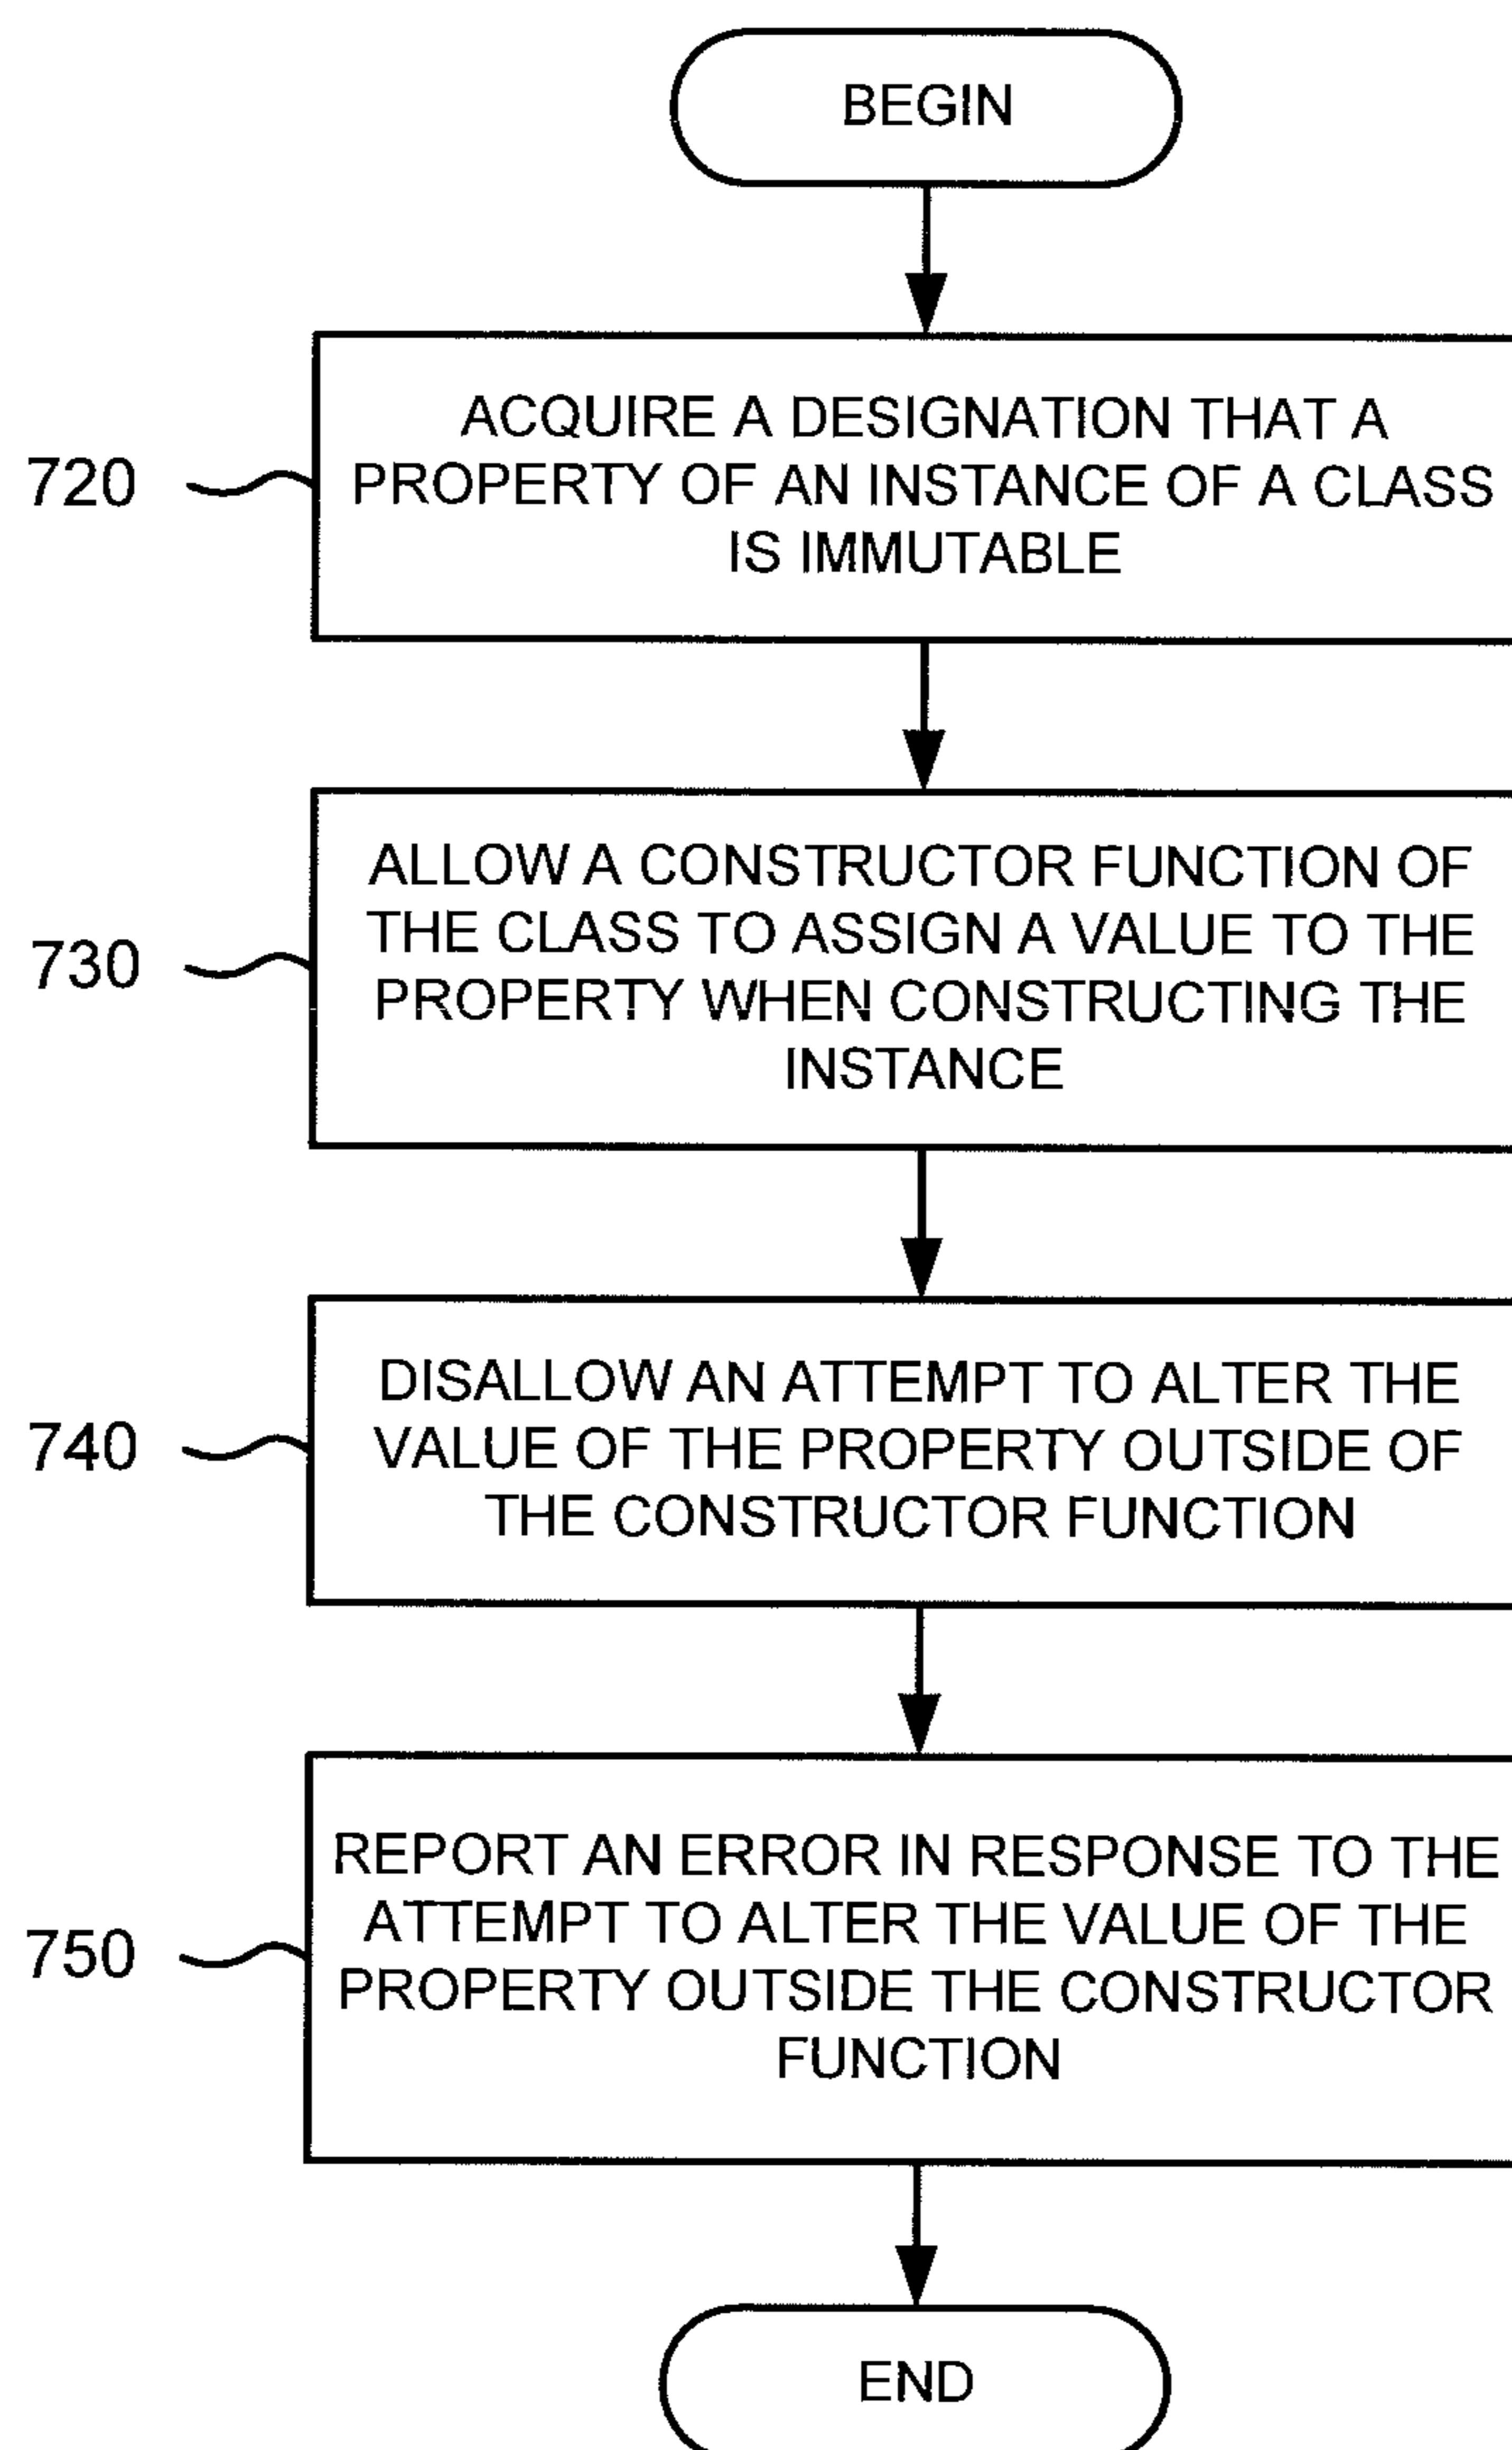 BEGIN
ACQUIRE A DESIGNATION THAT A
720
PROPERTY OF AN INSTANCE OF A CLASS
IS IMMUTABLE
ALLOW A CONSTRUCTOR FUNCTION OF
THE CLASS TO ASSIGN A VALUE TO THE
730
PROPERTY WHEN CONSTRUCTING THE
INSTANCE
DISALLOW AN ATTEMPT TO ALTER THE
740
VALUE OF THE PROPERTY OUTSIDE OF
THE CONSTRUCTOR FUNCTION
REPORT AN ERROR IN RESPONSE TO THE
ATTEMPT TO ALTER THE VALUE OF THE
750
PROPERTY OUTSIDE THE CONSTRUCTOR
FUNCTION
END